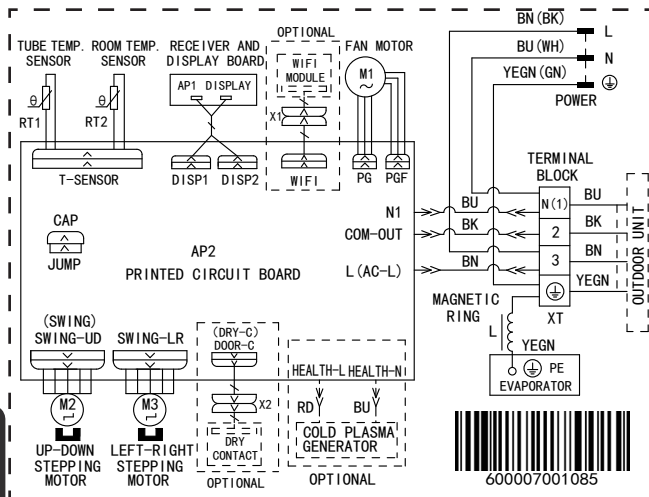 TUBE TEMP.
SENSOR
ROOM TEMP.
SENSOR
RECEIVER AND
DISPLAY BOARD
OPTIONAL
WIFI
MODULE
FAN MOTOR
BN(BK)
L
BU(WH)
N
YEGN(GN)
POWER
AP1 DISPLAY
θ
RT1
θ
RT2
X1
M1
T-SENSOR
DISP1
DISP2
WIFI
PG
PGF
TERMINAL
BLOCK
CAP
JUMP
AP2
PRINTED CIRCUIT BOARD
N1
BU
N(1)
BU
COM-OUT
BK
2
BK
L(AC-L)
BN
3
BN
YEGN
OUTDOOR UNIT
MAGNETIC
RING
XT
L
YEGN
PE
EVAPORATOR
(SWING)
SWING-UD
SWING-LR
(DRY-C)
DOOR-C
HEALTH-L
HEALTH-N
M2
M3
X2
RD
BU
UP-DOWN
STEPPING
MOTOR
LEFT-RIGHT
STEPPING
MOTOR
DRY
CONTACT
OPTIONAL
COLD PLASMA
GENERATOR
OPTIONAL
600007001085